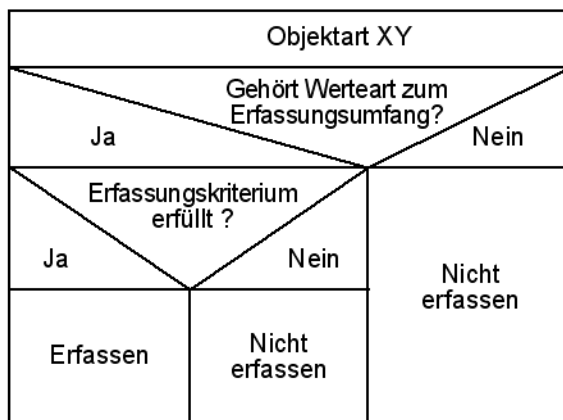 Objektart XY
Gehört Werteart zum
Erfassungsumfang?
Ja
Nein
Erfassungskriterium
erfüllt ?
Ja
Nein
Nicht
erfassen
Erfassen
Nicht
erfassen